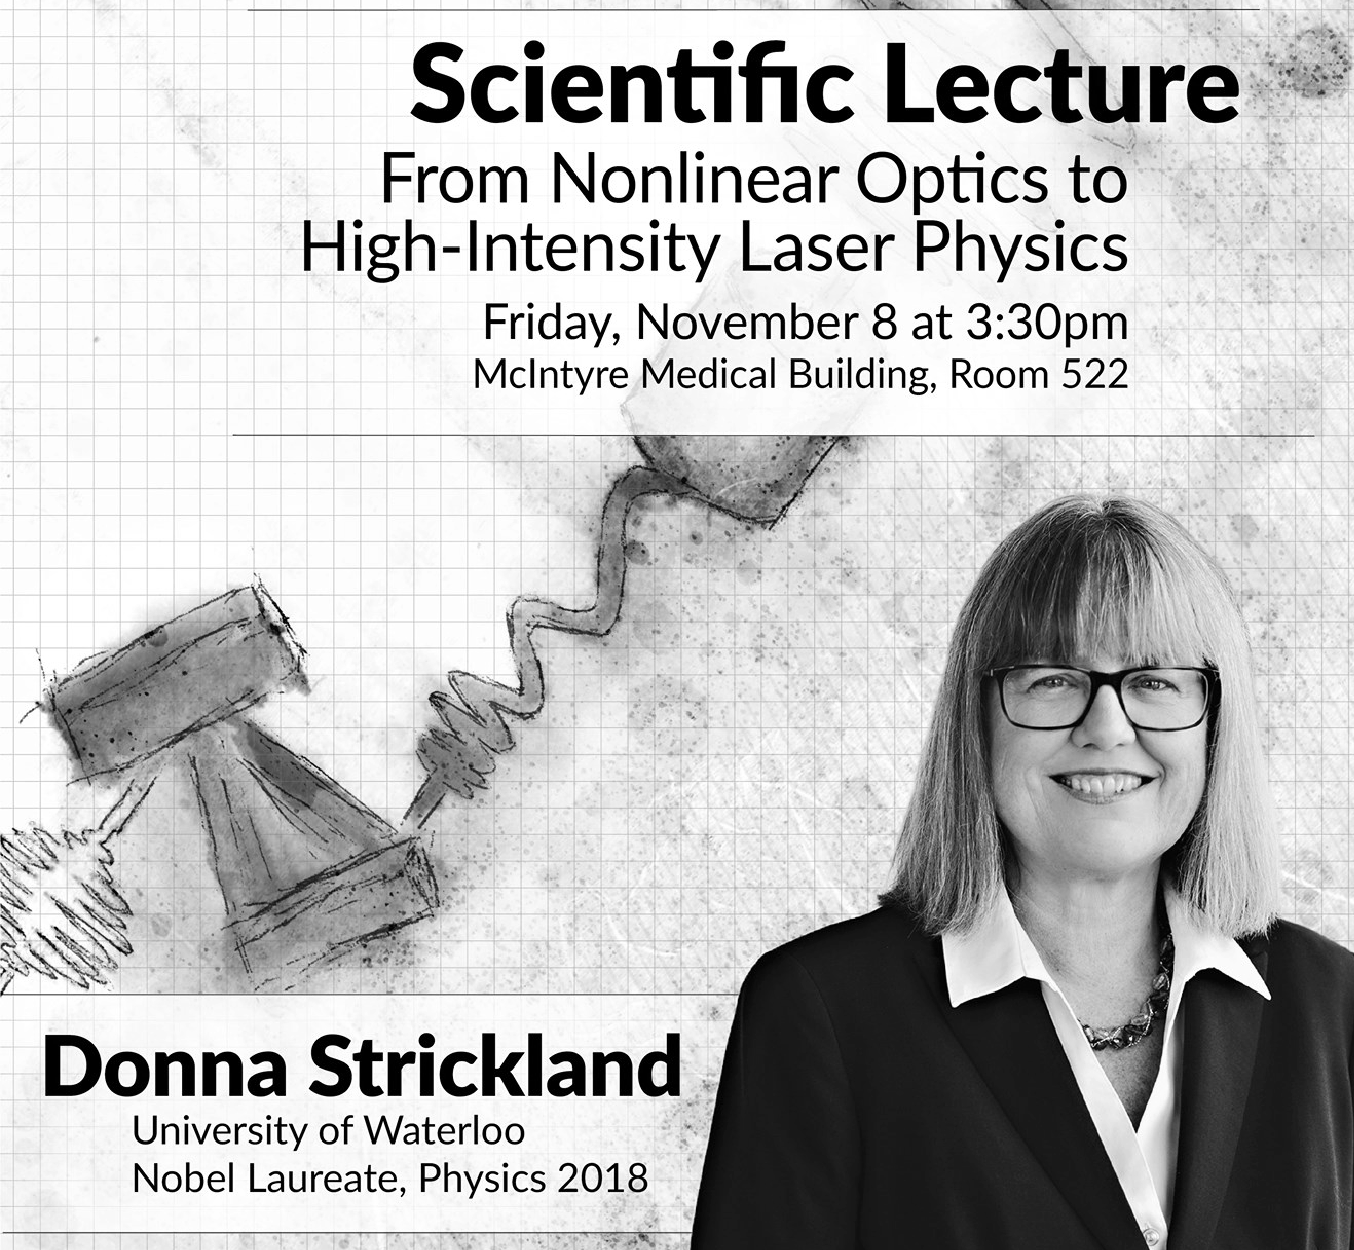 Scientific Lecture
From Nonlinear Optics to
High-Intensity Laser Physics
Friday, November 8 at 3:30pm
McIntyre Medical Building, Room 522
Donna Strickland
University of Waterloo
Nobel Laureate, Physics 2018